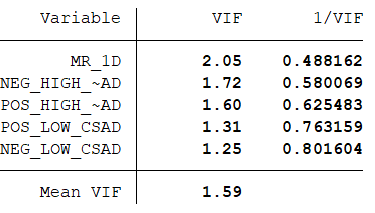 Variable VIF 1/VIF
MR_1D 2.05 0.488162
NEG_HIGH_~AD 1.72 0.580069
POS_HIGH_~AD 1.60 0.625483
POS_LOW_CSAD 1.31 0.763159
NEG_LOW_CSAD 1.25 0.801604
Mean VIF 1.59